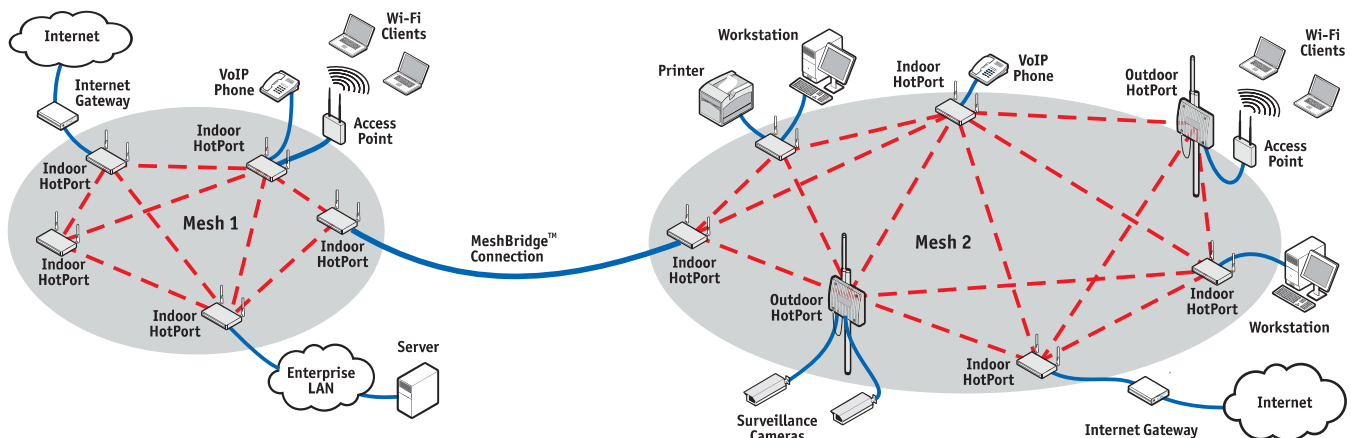 Internet
Internet
Gateway
VoIP
Phone
Wi-Fi
Clients
Access
Point
Indoor
HotPort
Indoor
HotPort
Mesh 1
Indoor
HotPort
Indoor
HotPort
Indoor
HotPort
Enterprise
LAN
Server
MeshBridge™
Connection
Workstation
Printer
Indoor
HotPort
VoIP
Phone
Outdoor
HotPort
Wi-Fi
Clients
Access
Point
Mesh 2
Indoor
HotPort
Outdoor
HotPort
Indoor
HotPort
Workstation
Indoor
HotPort
Surveillance
Cameras
Internet Gateway
Internet